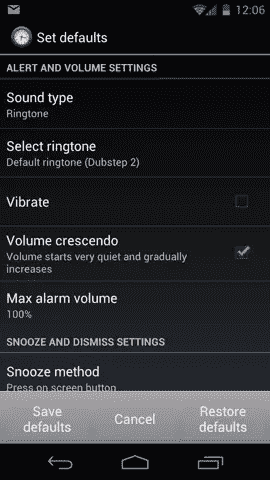 12:06
Set defaults
ALERT AND VOLUME SETTINGS
Sound type
Ringtone
Select ringtone
Default ringtone (Dubstep 2)
Vibrate
Volume crescendo
Volume starts very quiet and gradually
increases
Max alarm volume
100%
SNOOZE AND DISMISS SETTINGS
Snooze method
Press on screen button
Save
defaults
Cancel
Restore
defaults